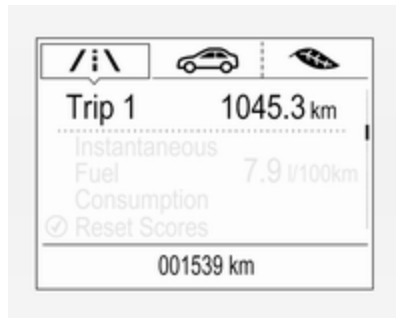 Trip 1 1045.3 km
Instantaneous
Fuel 7.9 l/100km
Consumption
Reset Scores
001539 km